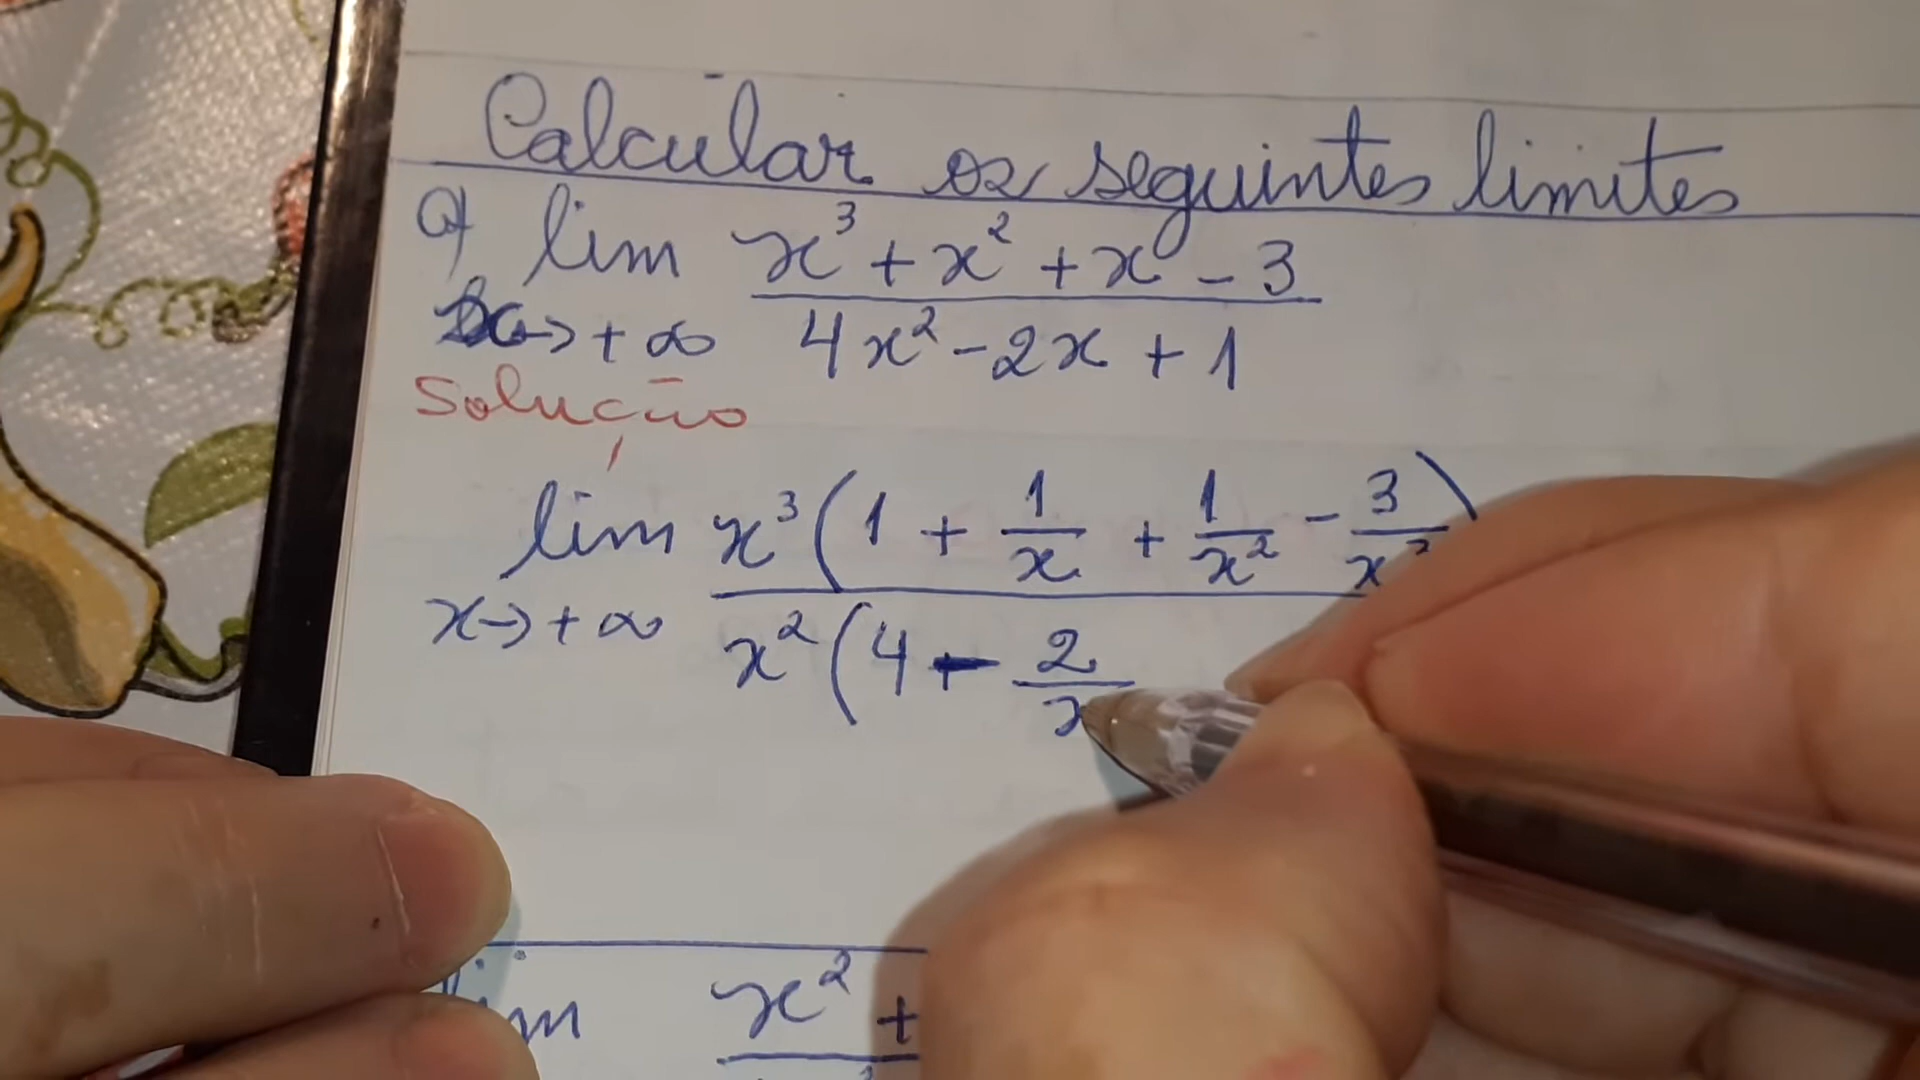 Calcular os seguintes limites
a) lim x³ + x² + x - 3
x→ + ∞ 4x² - 2x + 1
Solução
lim x³ (1 + 1/x + 1/x² - 3/x
x→ + ∞ x² (4 - 2/x
lim x² +